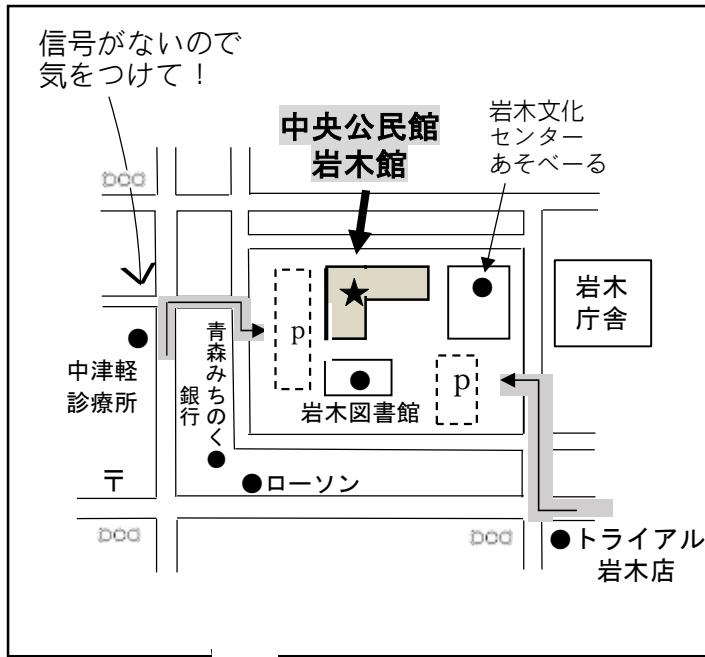 信号がないので
気をつけて！
中央公民館
岩木館
岩木文化
センター
あそべーる
岩木
庁舎
p
p
中津軽
診療所
青森みちのく
銀行
岩木図書館
〒
ローソン
トライアル
岩木店